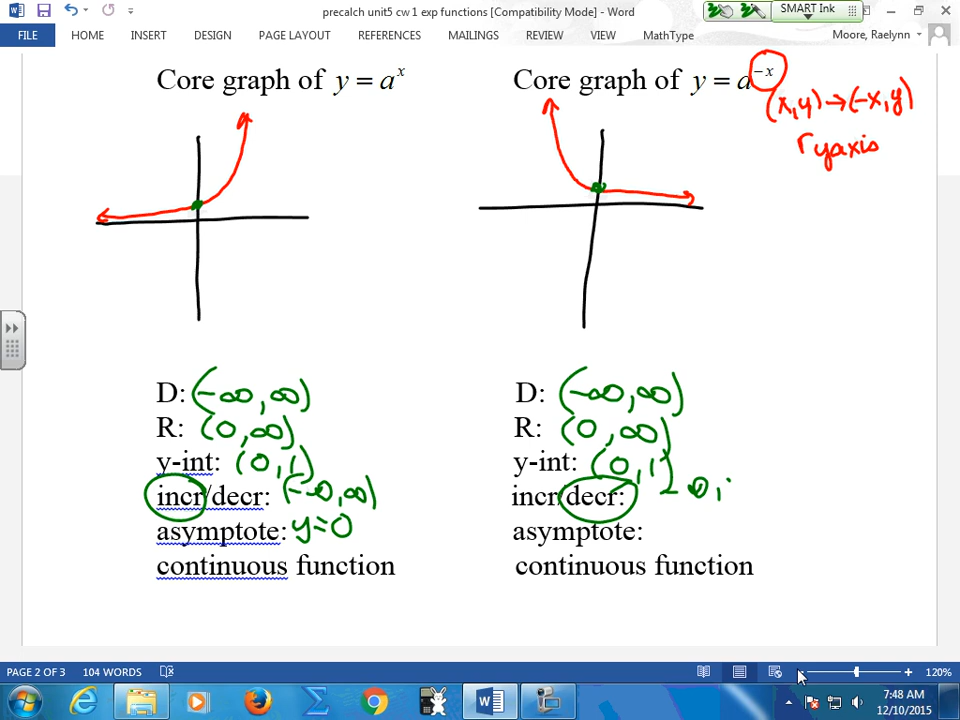 precalch unit5 cw 1 exp functions [Compatibility Mode] - Word
SMART Ink
FILE HOME INSERT DESIGN PAGE LAYOUT REFERENCES MAILINGS REVIEW VIEW MathType Moore, Raelynn
Core graph of y = a^x
Core graph of y = a^-x
(x,y) → (-x,y)
r yaxis
D: (-∞,∞)
R: (0,∞)
y-int: (0,1)
incr/decr: (-∞,∞)
asymptote: y=0
continuous function
D: (-∞,∞)
R: (0,∞)
y-int: (0,1)
incr/decr:
asymptote:
continuous function
PAGE 2 OF 3 104 WORDS 120%
7:48 AM
12/10/2015